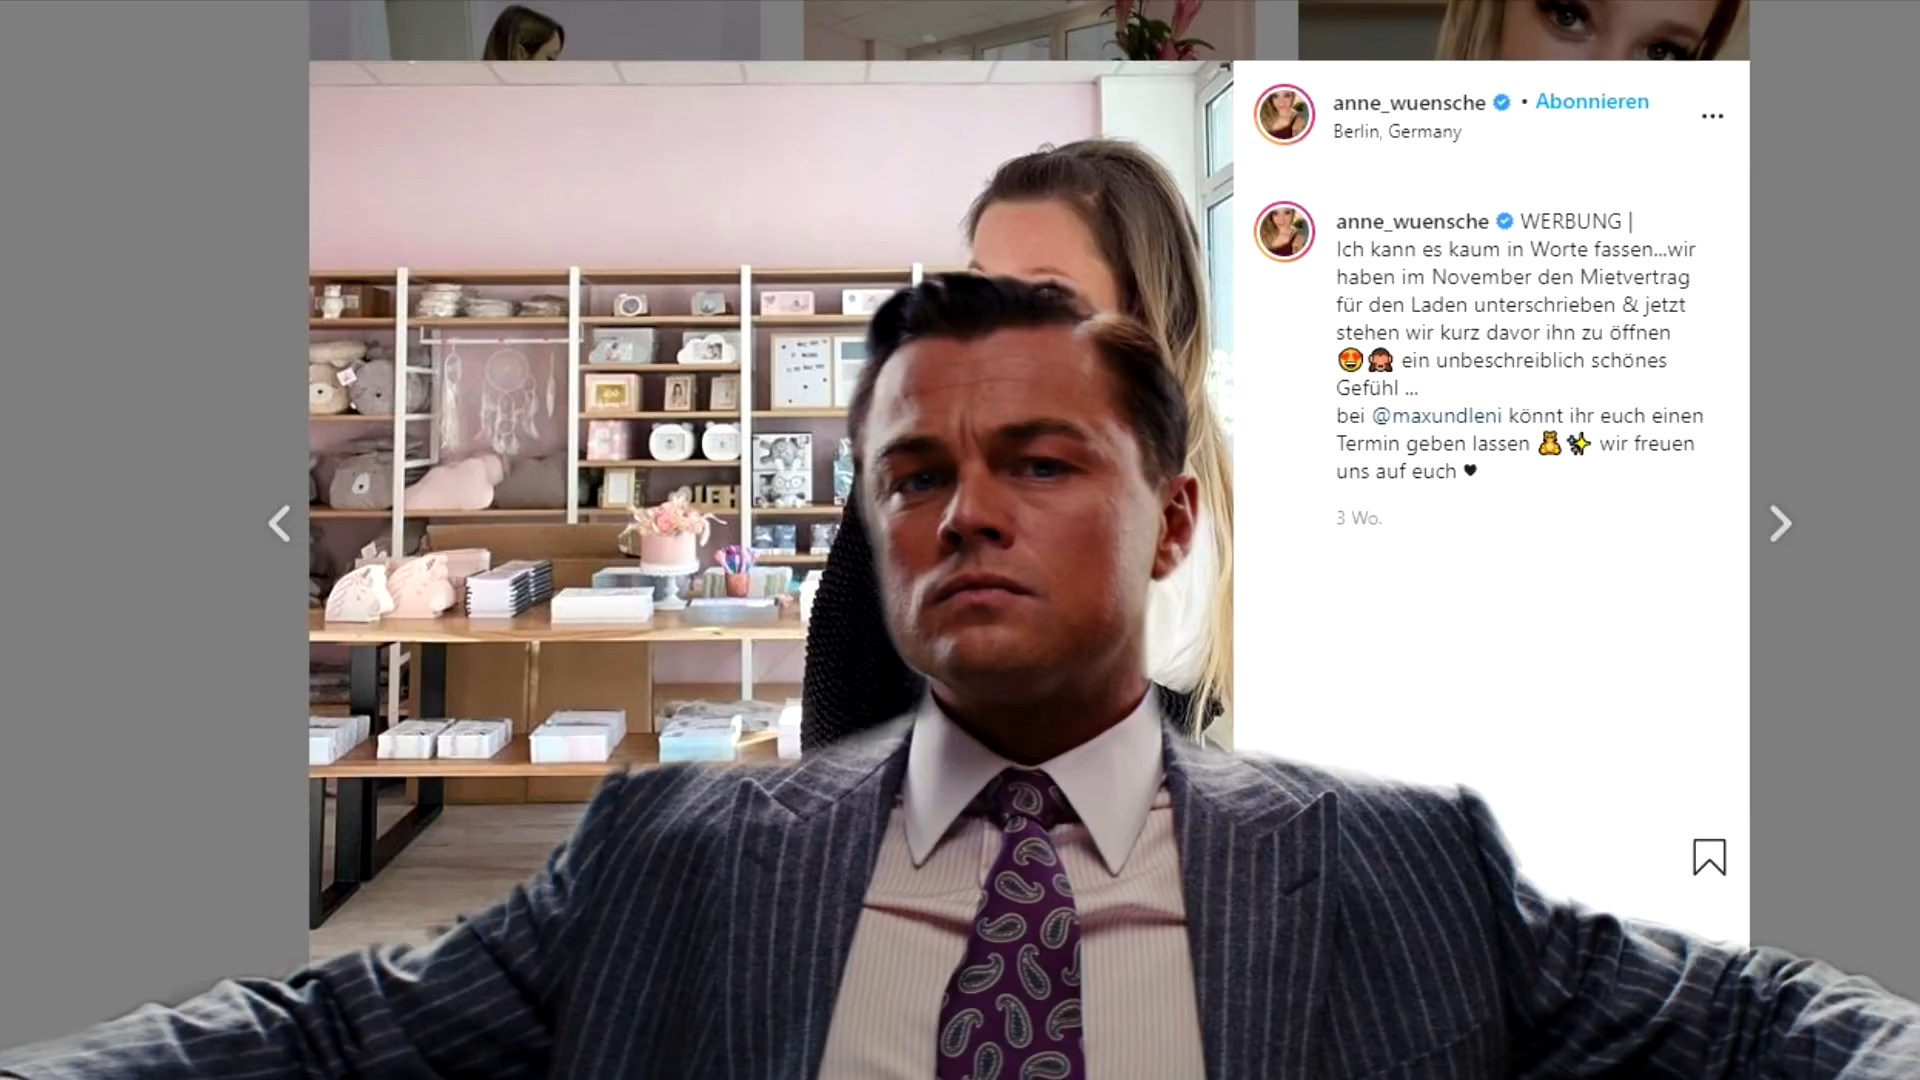 anne_wuensche • Abonnieren
Berlin, Germany
anne_wuensche WERBUNG |
Ich kann es kaum in Worte fassen...wir
haben im November den Mietvertrag
für den Laden unterschrieben & jetzt
stehen wir kurz davor ihn zu öffnen
😍🙈 ein unbeschreiblich schönes
Gefühl ...
bei @maxundleni könnt ihr euch einen
Termin geben lassen 🧸✨ wir freuen
uns auf euch ♥
3 Wo.